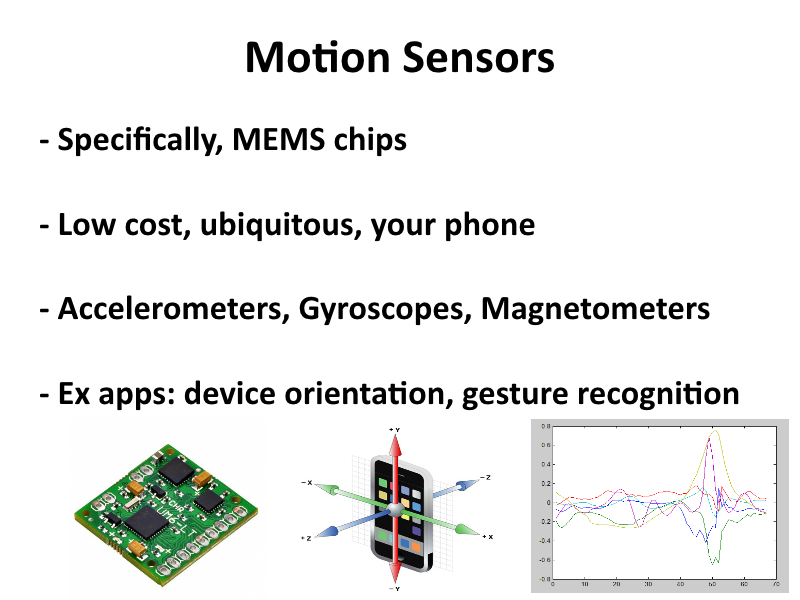 Motion Sensors
- Specifically, MEMS chips
- Low cost, ubiquitous, your phone
- Accelerometers, Gyroscopes, Magnetometers
- Ex apps: device orientation, gesture recognition
+ Y
- X
- Z
+ Z
+ X
- Y
0.8
0.6
0.4
0.2
0
-0.2
-0.4
-0.6
-0.8
0 10 20 30 40 50 60 70